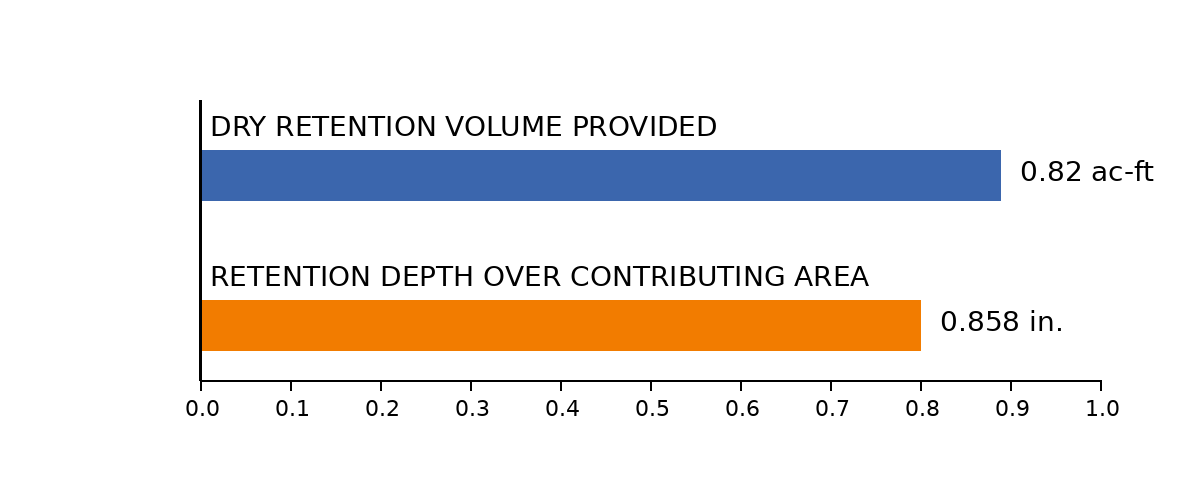 DRY RETENTION VOLUME PROVIDED
0.82 ac-ft
RETENTION DEPTH OVER CONTRIBUTING AREA
0.858 in.
0.0 0.1 0.2 0.3 0.4 0.5 0.6 0.7 0.8 0.9 1.0